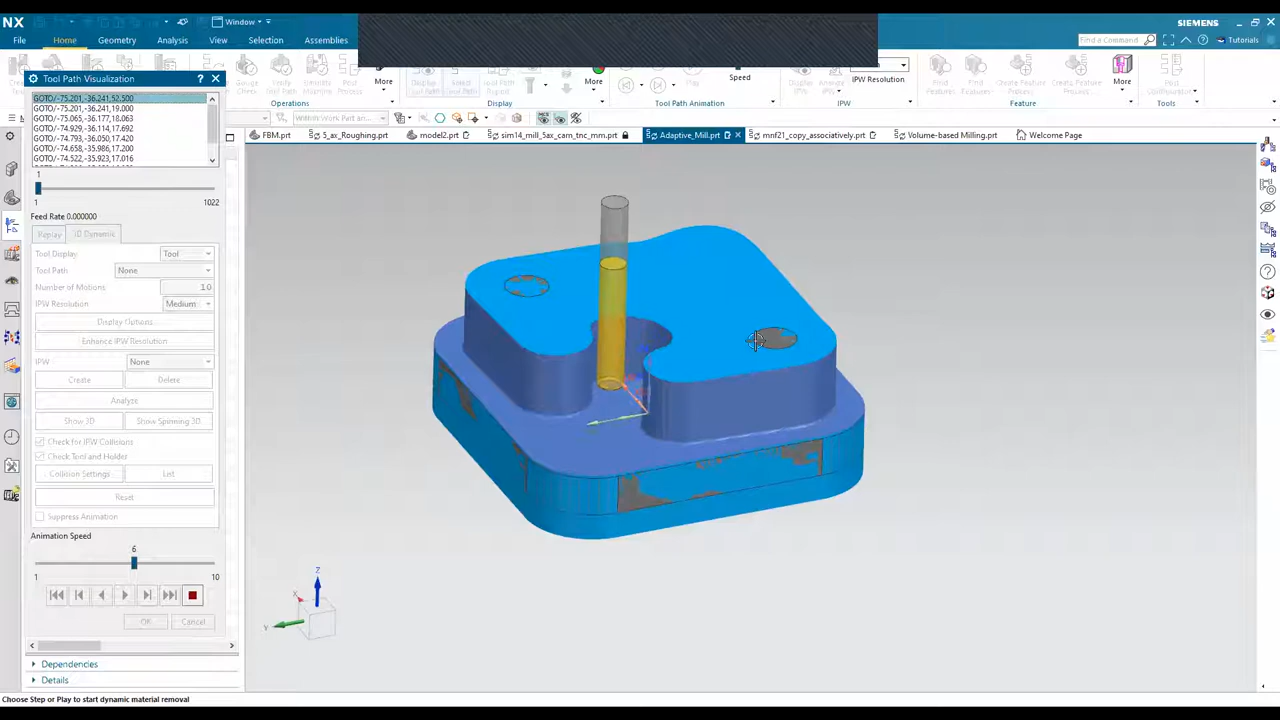 NX
Window
SIEMENS
File
Home
Geometry
Analysis
View
Selection
Assemblies
Find a Command
Tutorials
More
More
Speed
IPW Resolution
More
Operations
Display
Tool Path Animation
IPW
Feature
Tools
FBM.prt
5_ax_Roughing.prt
model2.prt
sim14_mill_5ax_cam_tnc_mm.prt
Adaptive_Mill.prt
mnf21_copy_associatively.prt
Volume-based Milling.prt
Welcome Page
Tool Path Visualization
GOTO/-75.201,-36.241,52.500
GOTO/-75.201,-36.241,19.000
GOTO/-75.065,-36.177,18.063
GOTO/-74.929,-36.114,17.692
GOTO/-74.793,-36.050,17.420
GOTO/-74.658,-35.986,17.200
GOTO/-74.522,-35.923,17.016
1
1
1022
Feed Rate 0.000000
Replay
3D Dynamic
Tool Display
Tool
Tool Path
None
Number of Motions
10
IPW Resolution
Medium
Display Options
Enhance IPW Resolution
IPW
None
Create
Delete
Analyze
Show 3D
Show Spinning 3D
Check for IPW Collisions
Check Tool and Holder
Collision Settings
List
Reset
Suppress Animation
Animation Speed
6
1
10
OK
Cancel
Dependencies
Details
Z
X
Y
Choose Step or Play to start dynamic material removal